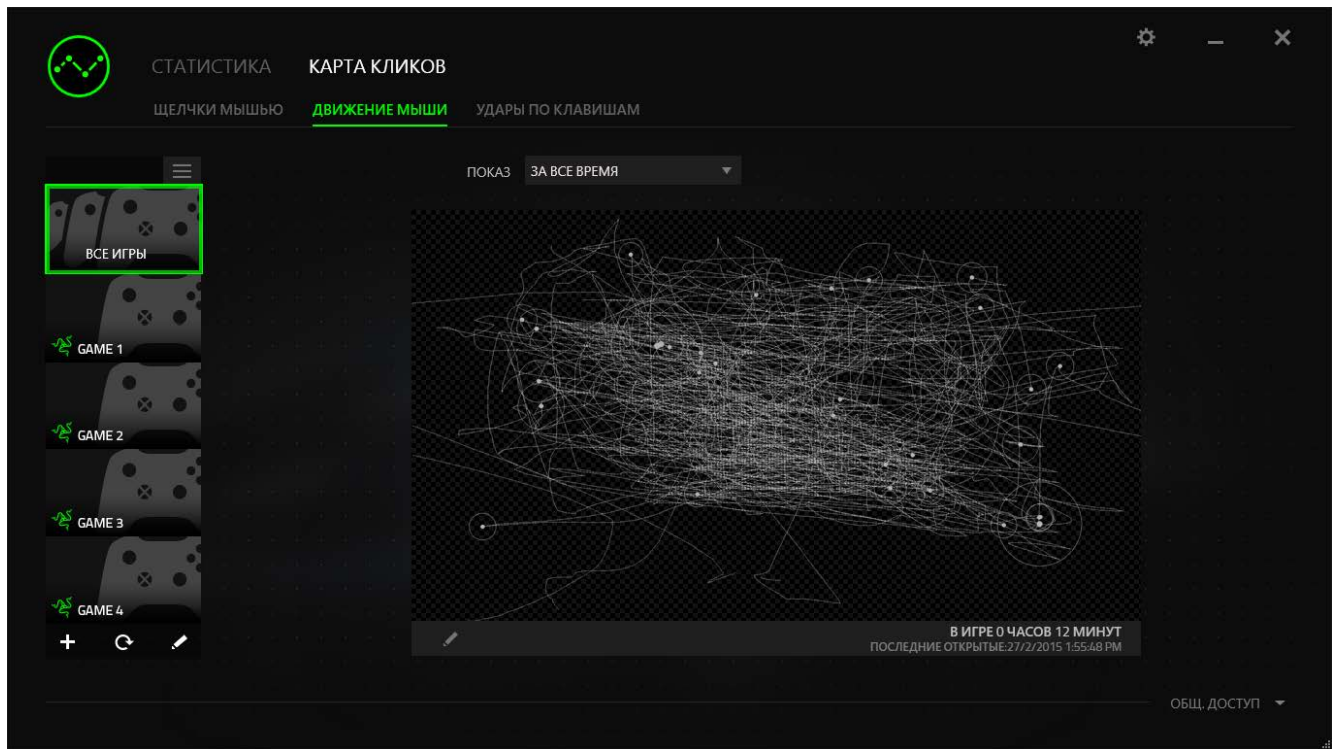 СТАТИСТИКА КАРТА КЛИКОВ
ЩЕЛЧКИ МЫШЬЮ ДВИЖЕНИЕ МЫШИ УДАРЫ ПО КЛАВИШАМ
ПОКАЗ ЗА ВСЕ ВРЕМЯ
ВСЕ ИГРЫ
GAME 1
GAME 2
GAME 3
GAME 4
В ИГРЕ 0 ЧАСОВ 12 МИНУТ
ПОСЛЕДНИЕ ОТКРЫТЫЕ:27/2/2015 1:55:48 PM
ОБЩ. ДОСТУП